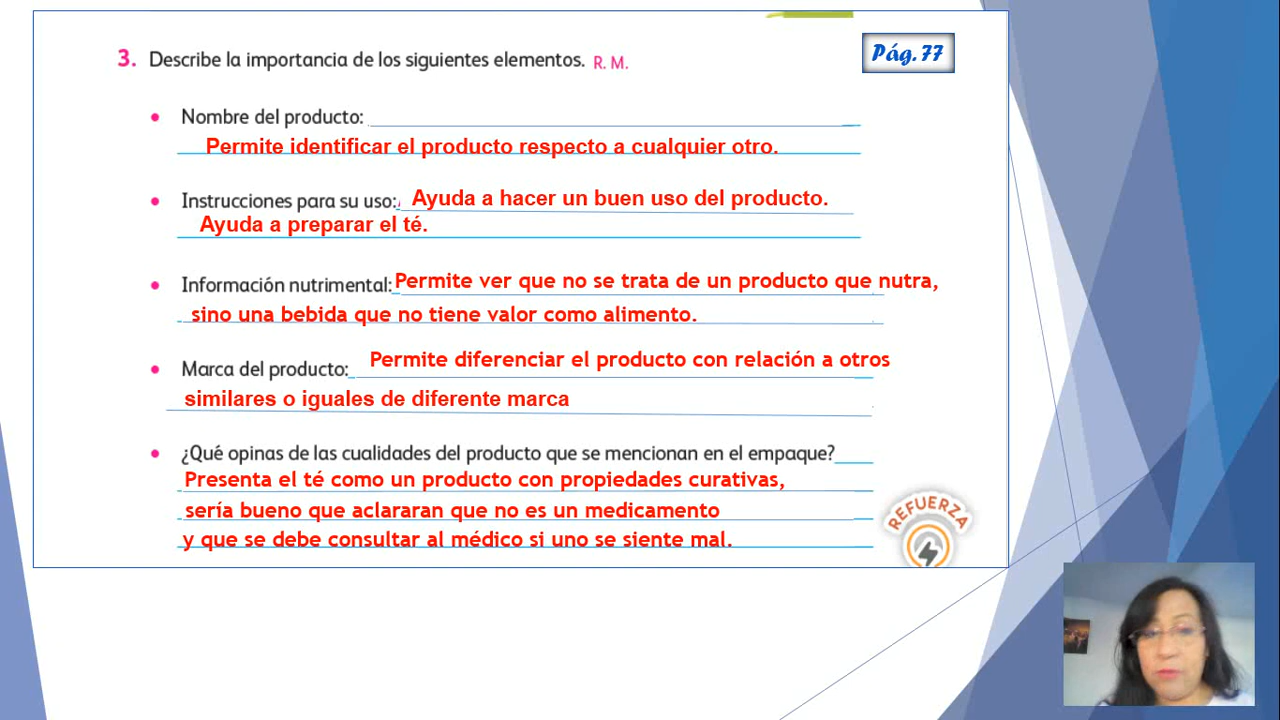 Pág. 77
3. Describe la importancia de los siguientes elementos. R. M.
• Nombre del producto:
Permite identificar el producto respecto a cualquier otro.
• Instrucciones para su uso: Ayuda a hacer un buen uso del producto.
Ayuda a preparar el té.
• Información nutrimental: Permite ver que no se trata de un producto que nutra,
sino una bebida que no tiene valor como alimento.
• Marca del producto: Permite diferenciar el producto con relación a otros
similares o iguales de diferente marca
• ¿Qué opinas de las cualidades del producto que se mencionan en el empaque?
Presenta el té como un producto con propiedades curativas,
sería bueno que aclararan que no es un medicamento
y que se debe consultar al médico si uno se siente mal.
REFUERZA